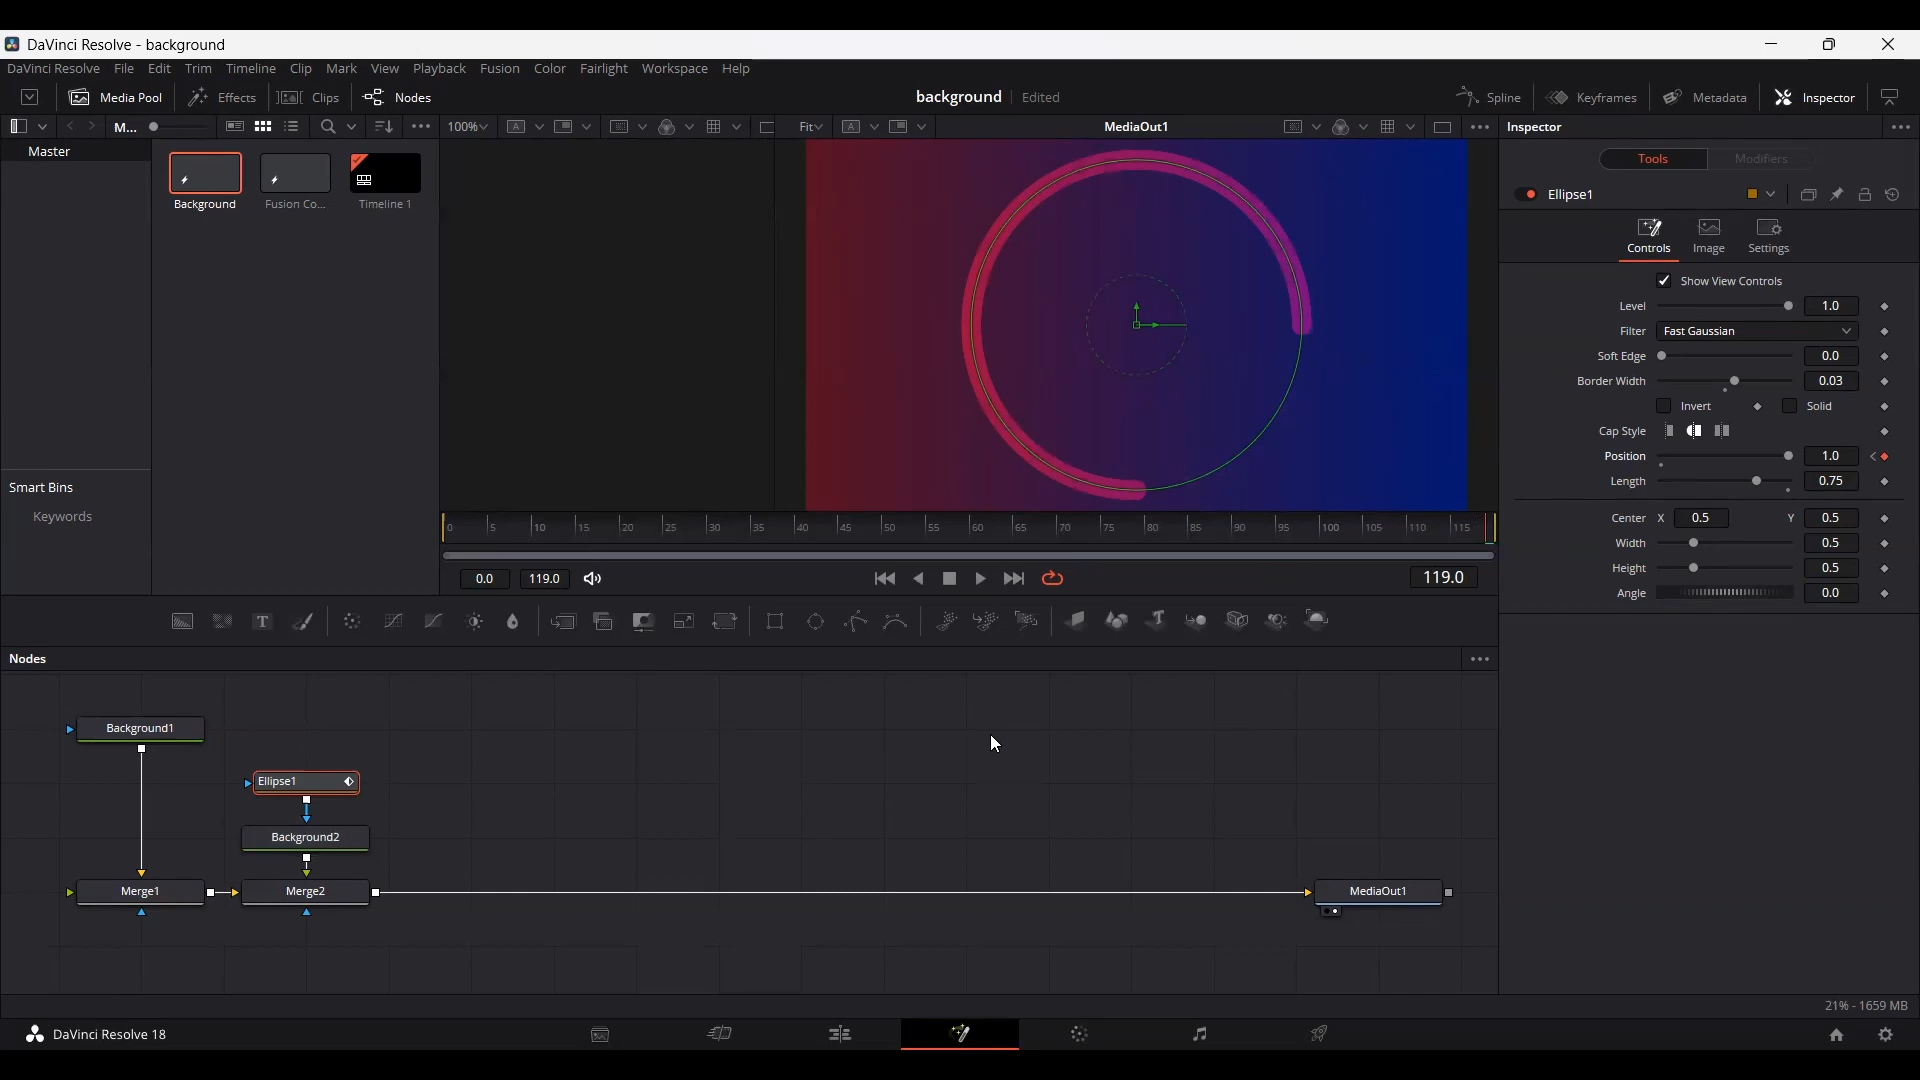 DaVinci Resolve - background
DaVinci Resolve File Edit Trim Timeline Clip Mark View Playback Fusion Color Fairlight Workspace Help
Media Pool Effects Clips Nodes background Edited Spline Keyframes Metadata Inspector
M... 100% A Fit A MediaOut1 Inspector
Master
Background
Fusion Co...
Timeline 1
Tools Modifiers
Ellipse1
Controls Image Settings
Show View Controls
Level 1.0
Filter Fast Gaussian
Soft Edge 0.0
Border Width 0.03
Invert Solid
Cap Style
Position 1.0
Length 0.75
Center X 0.5 Y 0.5
Width 0.5
Height 0.5
Angle 0.0
Smart Bins
Keywords
0 5 10 15 20 25 30 35 40 45 50 55 60 65 70 75 80 85 90 95 100 105 110 115
0.0 119.0 119.0
T T
Nodes
Background1
Ellipse1
Background2
Merge1 Merge2 MediaOut1
21% - 1659 MB
DaVinci Resolve 18